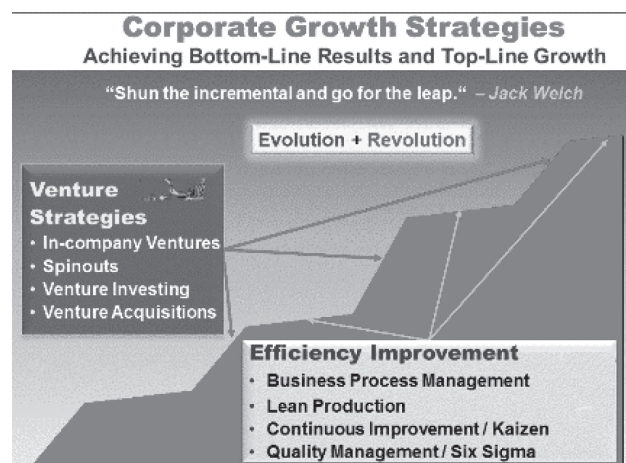 Corporate Growth Strategies
Achieving Bottom-Line Results and Top-Line Growth
“Shun the incremental and go for the leap.“ – Jack Welch
Evolution + Revolution
Venture
Strategies
• In-company Ventures
• Spinouts
• Venture Investing
• Venture Acquisitions
Efficiency Improvement
• Business Process Management
• Lean Production
• Continuous Improvement / Kaizen
• Quality Management / Six Sigma